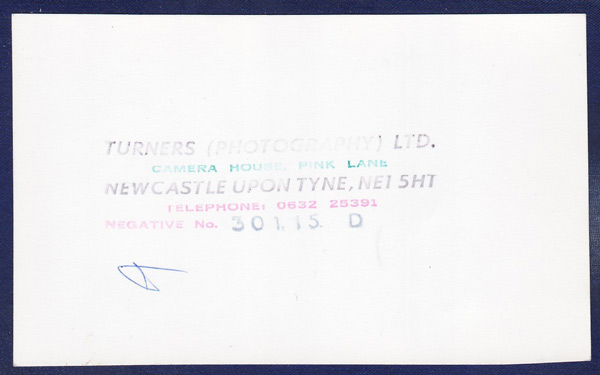 TURNERS (PHOTOGRAPHY) LTD.
CAMERA HOUSE, PINK LANE
NEWCASTLE UPON TYNE, NE1 5HT
TELEPHONE: 0632 25391
NEGATIVE No. 301.15. D